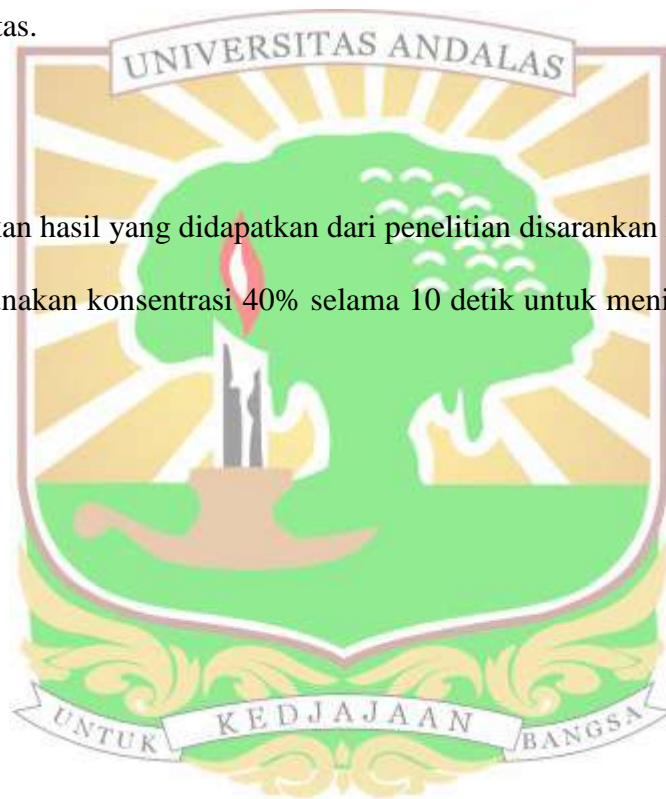 tas.
UNIVERSITAS ANDALAS
kan hasil yang didapatkan dari penelitian disarankan
nakan konsentrasi 40% selama 10 detik untuk meni
UNTUK KEDJAJAAN BANGSA